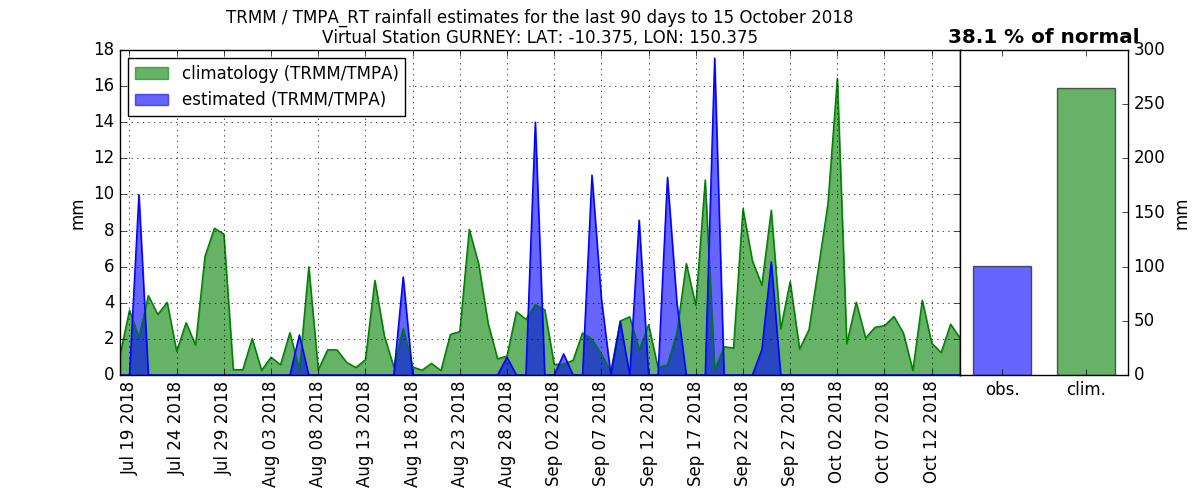 TRMM / TMPA_RT rainfall estimates for the last 90 days to 15 October 2018
Virtual Station GURNEY: LAT: -10.375, LON: 150.375
38.1 % of normal
climatology (TRMM/TMPA)
estimated (TRMM/TMPA)
18
16
14
12
10
8
6
4
2
0
mm
Jul 19 2018
Jul 24 2018
Jul 29 2018
Aug 03 2018
Aug 08 2018
Aug 13 2018
Aug 18 2018
Aug 23 2018
Aug 28 2018
Sep 02 2018
Sep 07 2018
Sep 12 2018
Sep 17 2018
Sep 22 2018
Sep 27 2018
Oct 02 2018
Oct 07 2018
Oct 12 2018
300
250
200
150
100
50
0
mm
obs.
clim.